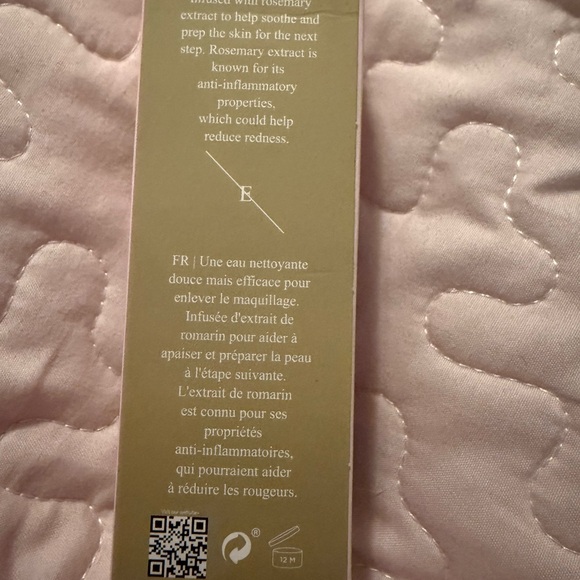 Infused with rosemary
extract to help soothe and
prep the skin for the next
step. Rosemary extract is
known for its
anti-inflammatory
properties,
which could help
reduce redness.
E
FR | Une eau nettoyante
douce mais efficace pour
enlever le maquillage.
Infusée d'extrait de
romarin pour aider à
apaiser et préparer la peau
à l'étape suivante.
L'extrait de romarin
est connu pour ses
propriétés
anti-inflammatoires,
qui pourraient aider
à réduire les rougeurs.
®
12 M